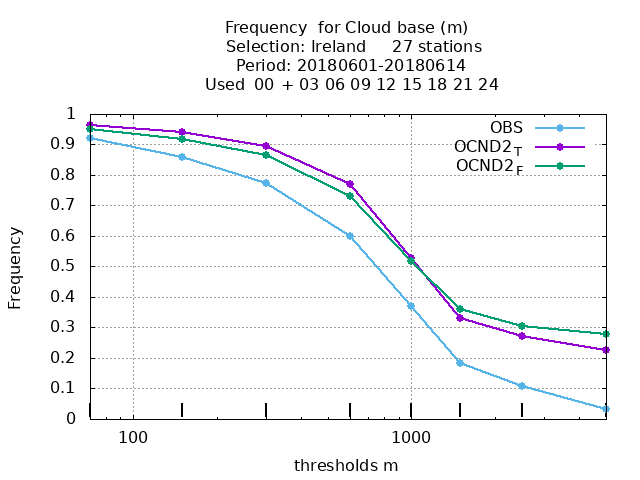 Frequency  for Cloud base (m)
Selection: Ireland     27 stations
Period: 20180601-20180614
Used  00  + 03 06 09 12 15 18 21 24
OBS
OCND2T
OCND2F
1
0.9
0.8
0.7
0.6
0.5
0.4
0.3
0.2
0.1
0
Frequency
100
1000
thresholds m